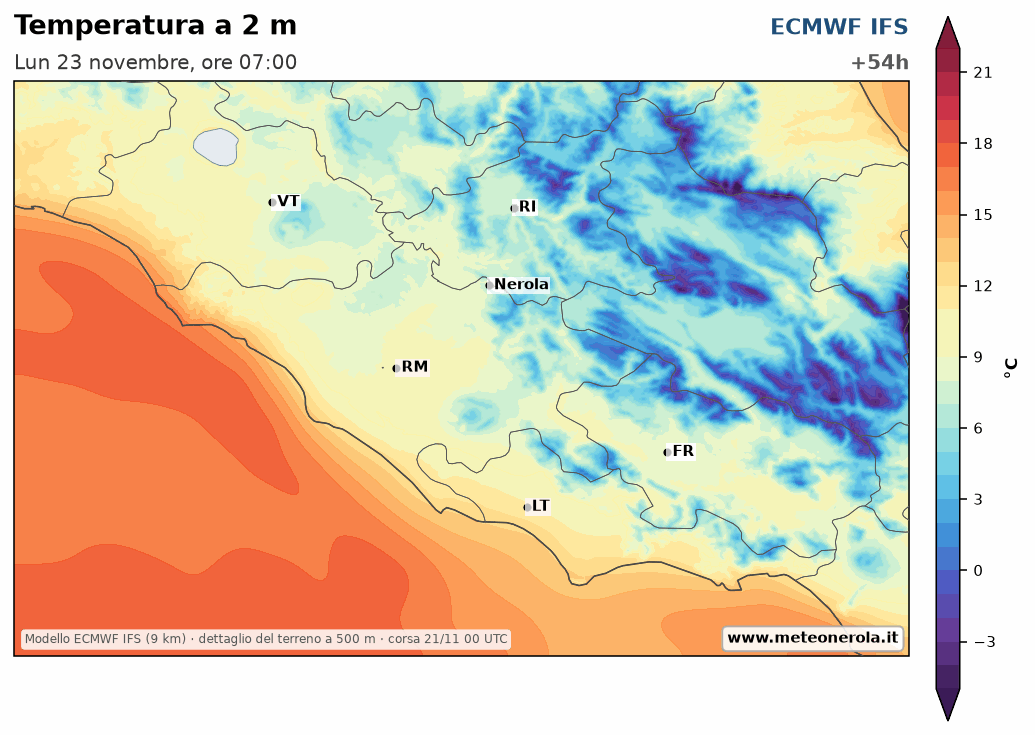 Temperatura a 2 m
ECMWF IFS
Lun 23 novembre, ore 07:00
+54h
21
18
15
12
9
6
3
0
−3
°C
VT
RI
Nerola
RM
FR
LT
Modello ECMWF IFS (9 km) · dettaglio del terreno a 500 m · corsa 21/11 00 UTC
www.meteonerola.it